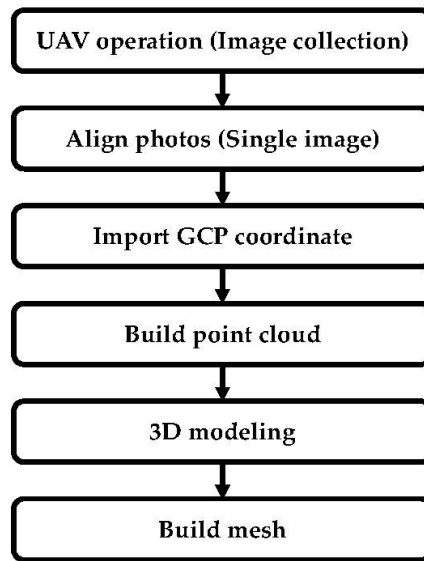 UAV operation (Image collection)
Align photos (Single image)
Import GCP coordinate
Build point cloud
3D modeling
Build mesh